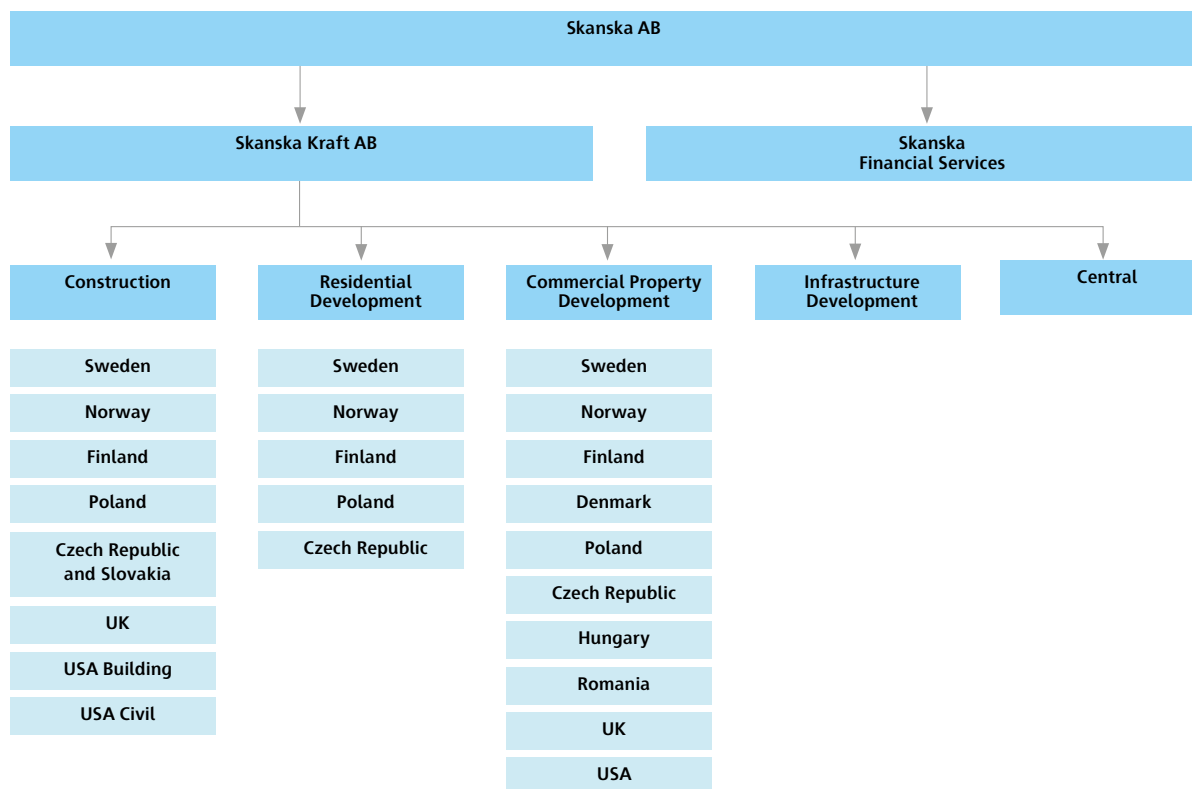 Skanska AB
Skanska Kraft AB
Skanska
Financial Services
Construction
Residential
Development
Commercial Property
Development
Infrastructure
Development
Central
Sweden
Norway
Finland
Poland
Czech Republic
and Slovakia
UK
USA Building
USA Civil
Sweden
Norway
Finland
Poland
Czech Republic
Sweden
Norway
Finland
Denmark
Poland
Czech Republic
Hungary
Romania
UK
USA